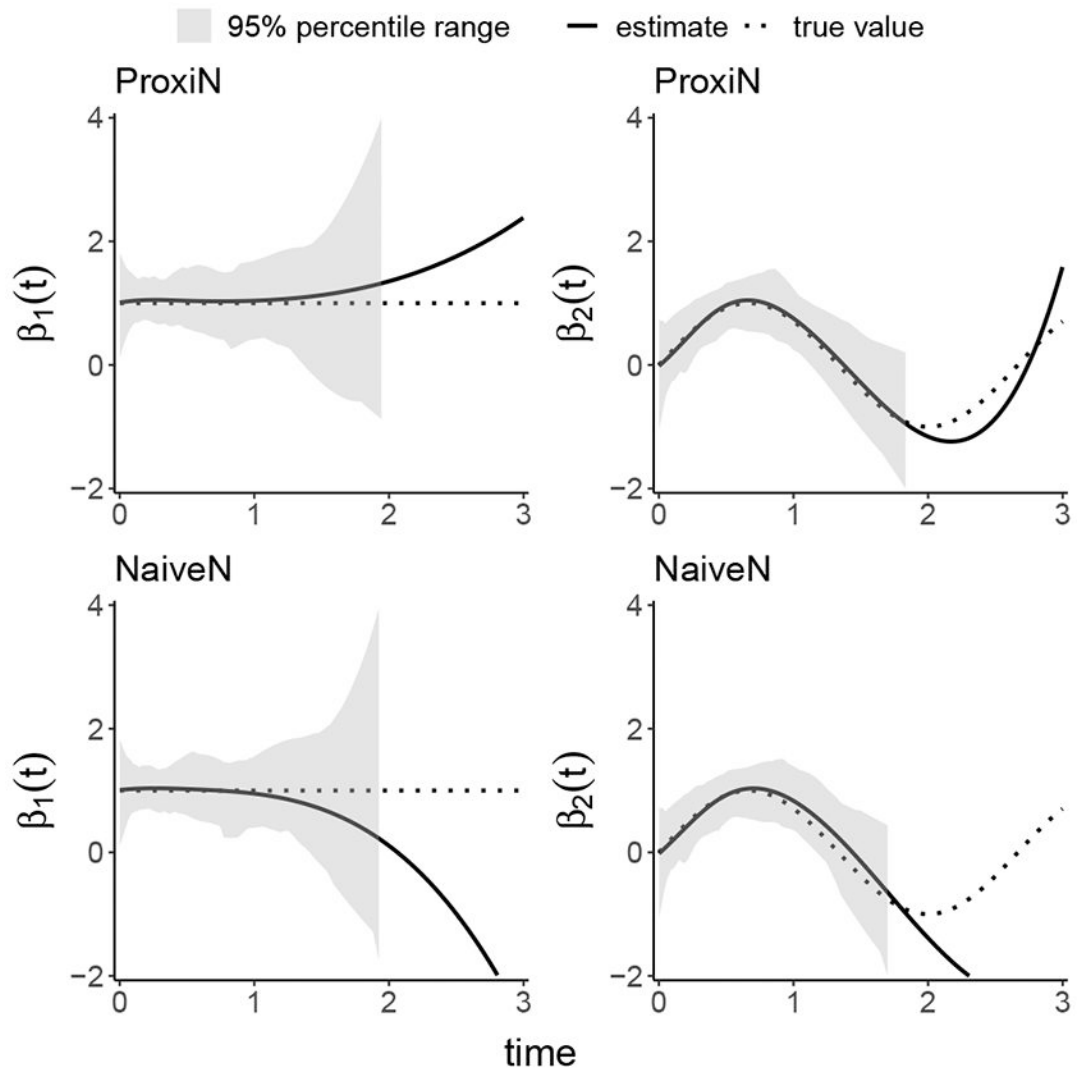 95% percentile range estimate true value
ProxiN ProxiN
4 4
2 2
β1(t) β2(t)
0 0
−2 −2
0 1 2 3 0 1 2 3
NaiveN NaiveN
4 4
2 2
β1(t) β2(t)
0 0
−2 −2
0 1 2 3 0 1 2 3
time